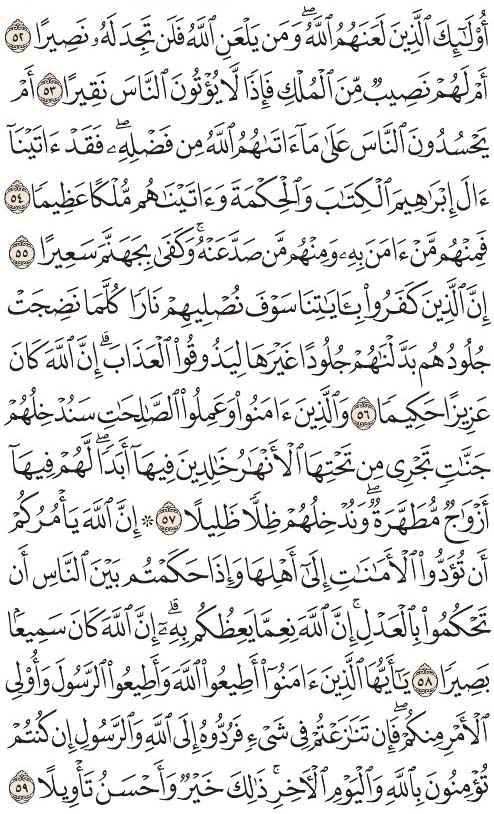 أُوْلَٰٓئِكَ ٱلَّذِينَ لَعَنَهُمُ ٱللَّهُۖ وَمَن يَلۡعَنِ ٱللَّهُ فَلَن تَجِدَ لَهُۥ نَصِيرًا ٥٢
أَمۡ لَهُمۡ نَصِيبٞ مِّنَ ٱلۡمُلۡكِ فَإِذٗا لَّا يُؤۡتُونَ ٱلنَّاسَ نَقِيرًا ٥٣ أَمۡ
يَحۡسُدُونَ ٱلنَّاسَ عَلَىٰ مَآ ءَاتَىٰهُمُ ٱللَّهُ مِن فَضۡلِهِۦۖ فَقَدۡ ءَاتَيۡنَآ
ءَالَ إِبۡرَٰهِيمَ ٱلۡكِتَٰبَ وَٱلۡحِكۡمَةَ وَءَاتَيۡنَٰهُم مُّلۡكًا عَظِيمٗا ٥٤
فَمِنۡهُم مَّنۡ ءَامَنَ بِهِۦ وَمِنۡهُم مَّن صَدَّ عَنۡهُۚ وَكَفَىٰ بِجَهَنَّمَ سَعِيرًا ٥٥
إِنَّ ٱلَّذِينَ كَفَرُواْ بِـَٔايَٰتِنَا سَوۡفَ نُصۡلِيهِمۡ نَارٗا كُلَّمَا نَضِجَتۡ
جُلُودُهُم بَدَّلۡنَٰهُمۡ جُلُودًا غَيۡرَهَا لِيَذُوقُواْ ٱلۡعَذَابَۗ إِنَّ ٱللَّهَ كَانَ
عَزِيزًا حَكِيمٗا ٥٦ وَٱلَّذِينَ ءَامَنُواْ وَعَمِلُواْ ٱلصَّٰلِحَٰتِ سَنُدۡخِلُهُمۡ
جَنَّٰتٖ تَجۡرِي مِن تَحۡتِهَا ٱلۡأَنۡهَٰرُ خَٰلِدِينَ فِيهَآ أَبَدٗاۖ لَّهُمۡ فِيهَآ
أَزۡوَٰجٞ مُّطَهَّرَةٞۖ وَنُدۡخِلُهُمۡ ظِلّٗا ظَلِيلًا ٥٧ ۞ إِنَّ ٱللَّهَ يَأۡمُرُكُمۡ
أَن تُؤَدُّواْ ٱلۡأَمَٰنَٰتِ إِلَىٰٓ أَهۡلِهَا وَإِذَا حَكَمۡتُم بَيۡنَ ٱلنَّاسِ أَن
تَحۡكُمُواْ بِٱلۡعَدۡلِۚ إِنَّ ٱللَّهَ نِعِمَّا يَعِظُكُم بِهِۦٓۗ إِنَّ ٱللَّهَ كَانَ سَمِيعَۢا
بَصِيرٗا ٥٨ يَٰٓأَيُّهَا ٱلَّذِينَ ءَامَنُوٓاْ أَطِيعُواْ ٱللَّهَ وَأَطِيعُواْ ٱلرَّسُولَ وَأُوْلِي
ٱلۡأَمۡرِ مِنكُمۡۖ فَإِن تَنَٰزَعۡتُمۡ فِي شَيۡءٖ فَرُدُّوهُ إِلَى ٱللَّهِ وَٱلرَّسُولِ إِن كُنتُمۡ
تُؤۡمِنُونَ بِٱللَّهِ وَٱلۡيَوۡمِ ٱلۡأٓخِرِۚ ذَٰلِكَ خَيۡرٞ وَأَحۡسَنُ تَأۡوِيلًا ٥٩